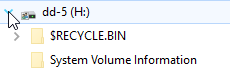 dd-5 (H:)
$RECYCLE.BIN
System Volume Information